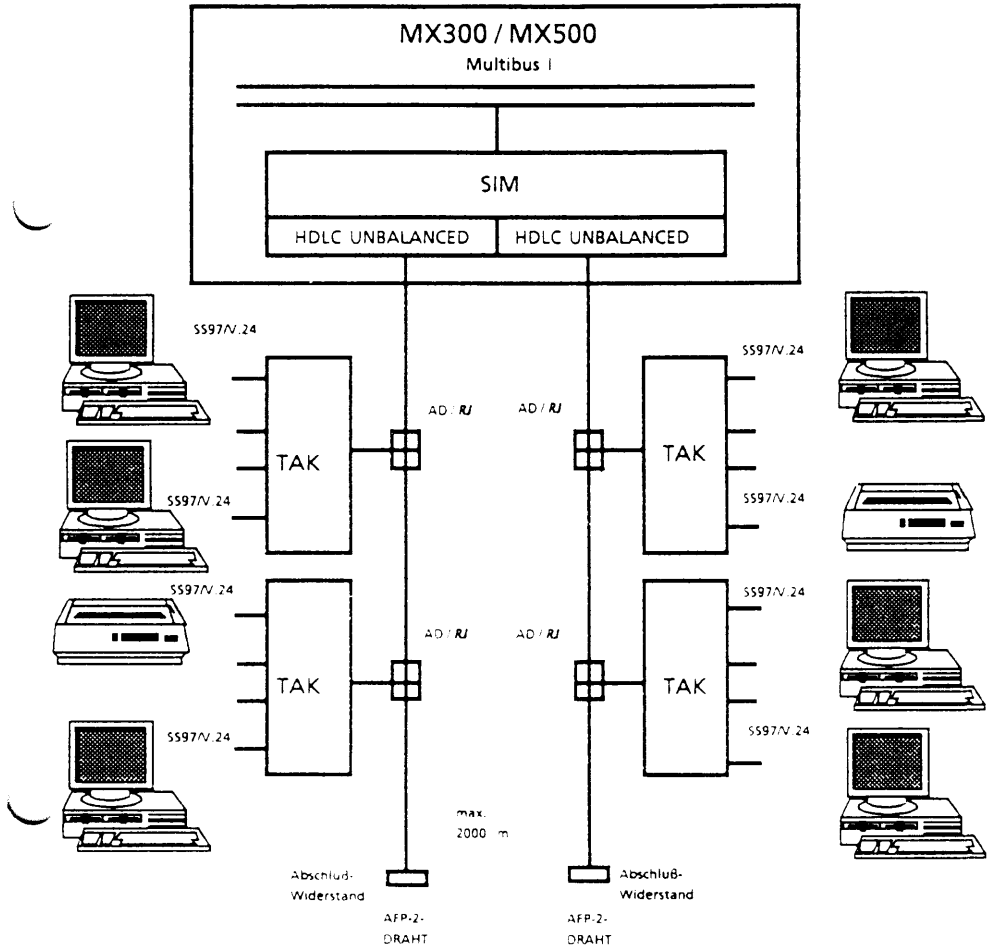 MX300 / MX500
Multibus I
SIM
HDLC UNBALANCED
HDLC UNBALANCED
SS97/V.24
SS97/V.24
AD / RJ
AD / RJ
TAK
TAK
SS97/V.24
SS97/V.24
SS97/V.24
SS97/V.24
AD / RJ
AD / RJ
TAK
TAK
SS97/V.24
SS97/V.24
max.
2000 m
Abschluß-
Widerstand
Abschluß-
Widerstand
AFP-2-
DRAHT
AFP-2-
DRAHT